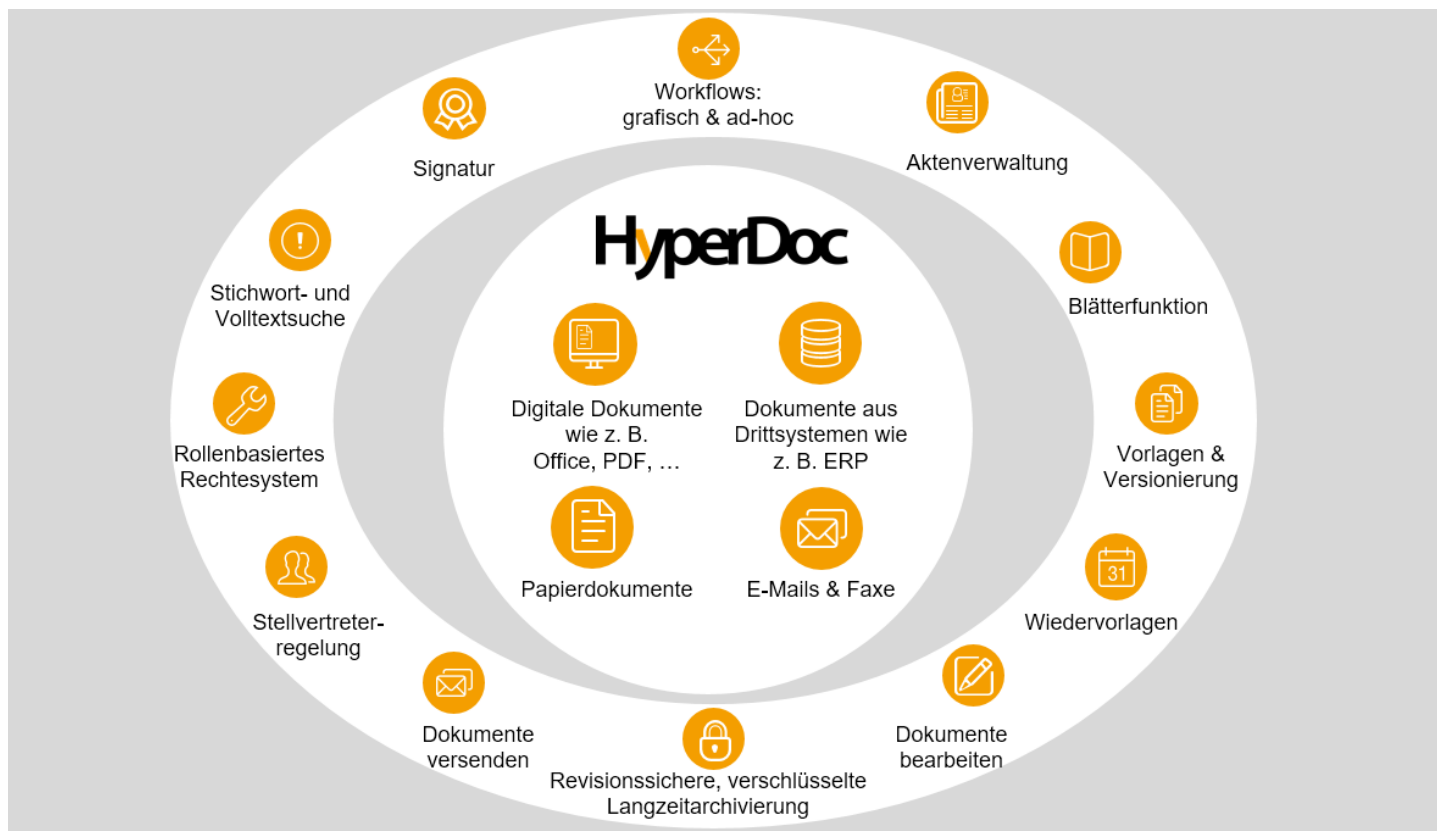 Workflows:
grafisch & ad-hoc
Signatur
Aktenverwaltung
HyperDoc
Stichwort- und
Volltextsuche
Blätterfunktion
Digitale Dokumente
wie z. B.
Office, PDF, …
Dokumente aus
Drittsystemen wie
z. B. ERP
Rollenbasiertes
Rechtesystem
Vorlagen &
Versionierung
Papierdokumente
E-Mails & Faxe
31
Stellvertreter-
regelung
Wiedervorlagen
Dokumente
versenden
Dokumente
bearbeiten
Revisionssichere, verschlüsselte
Langzeitarchivierung